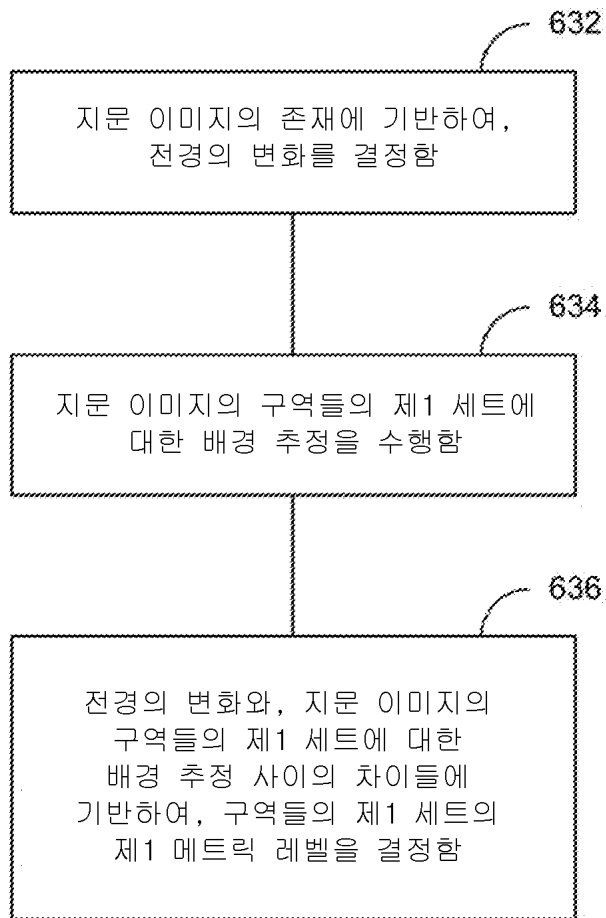 632
지문 이미지의 존재에 기반하여,
전경의 변화를 결정함
634
지문 이미지의 구역들의 제1 세트에
대한 배경 추정을 수행함
636
전경의 변화와, 지문 이미지의
구역들의 제1 세트에 대한
배경 추정 사이의 차이들에
기반하여, 구역들의 제1 세트의
제1 메트릭 레벨을 결정함